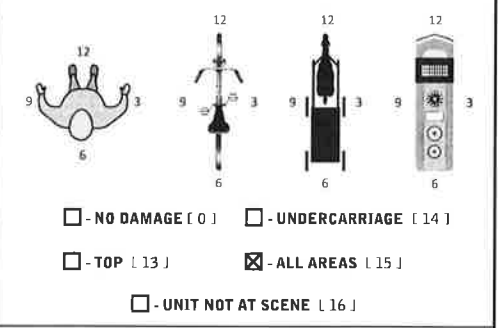 12 12 12 12
9 3 9 3 9 3 9 3
6 6 6 6
- NO DAMAGE [ 0 ] - UNDERCARRIAGE [ 14 ]
- TOP [ 13 ] - ALL AREAS [ 15 ]
- UNIT NOT AT SCENE [ 16 ]